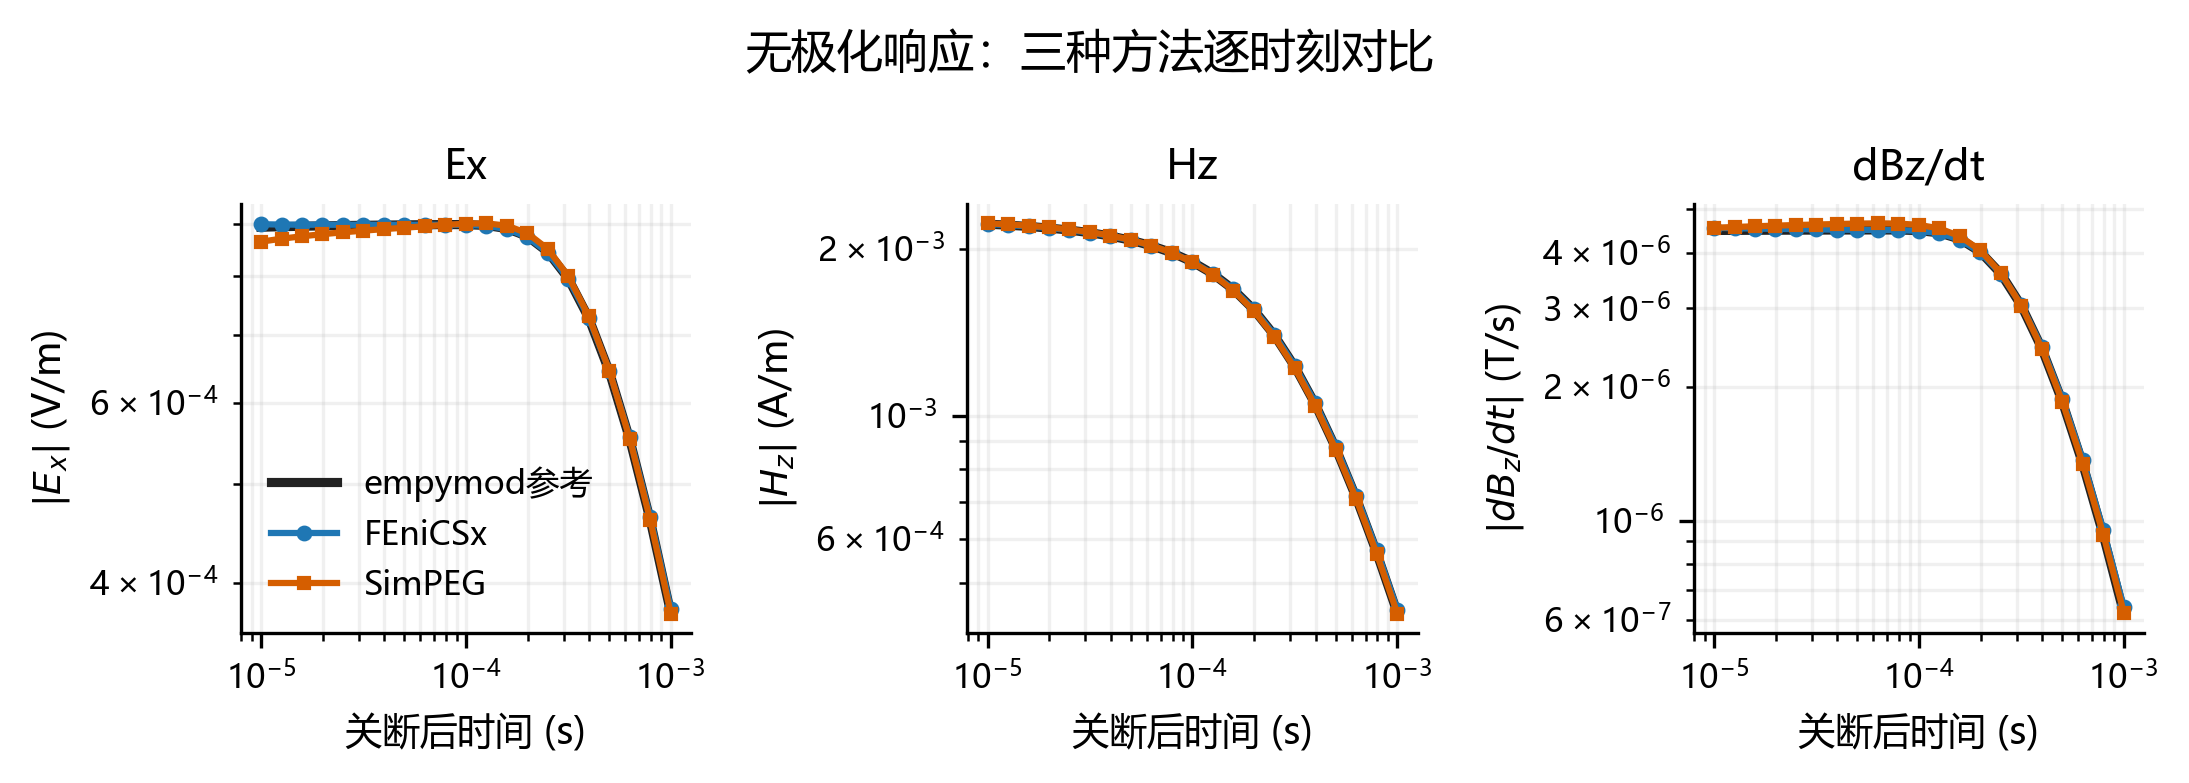 无极化响应：三种方法逐时刻对比
Ex
|Eₓ| (V/m)
6 × 10⁻⁴
4 × 10⁻⁴
empymod参考
FEniCSx
SimPEG
10⁻⁵ 10⁻⁴ 10⁻³
关断后时间 (s)
Hz
|H_z| (A/m)
2 × 10⁻³
10⁻³
6 × 10⁻⁴
10⁻⁵ 10⁻⁴ 10⁻³
关断后时间 (s)
dBz/dt
|dB_z/dt| (T/s)
4 × 10⁻⁶
3 × 10⁻⁶
2 × 10⁻⁶
10⁻⁶
6 × 10⁻⁷
10⁻⁵ 10⁻⁴ 10⁻³
关断后时间 (s)